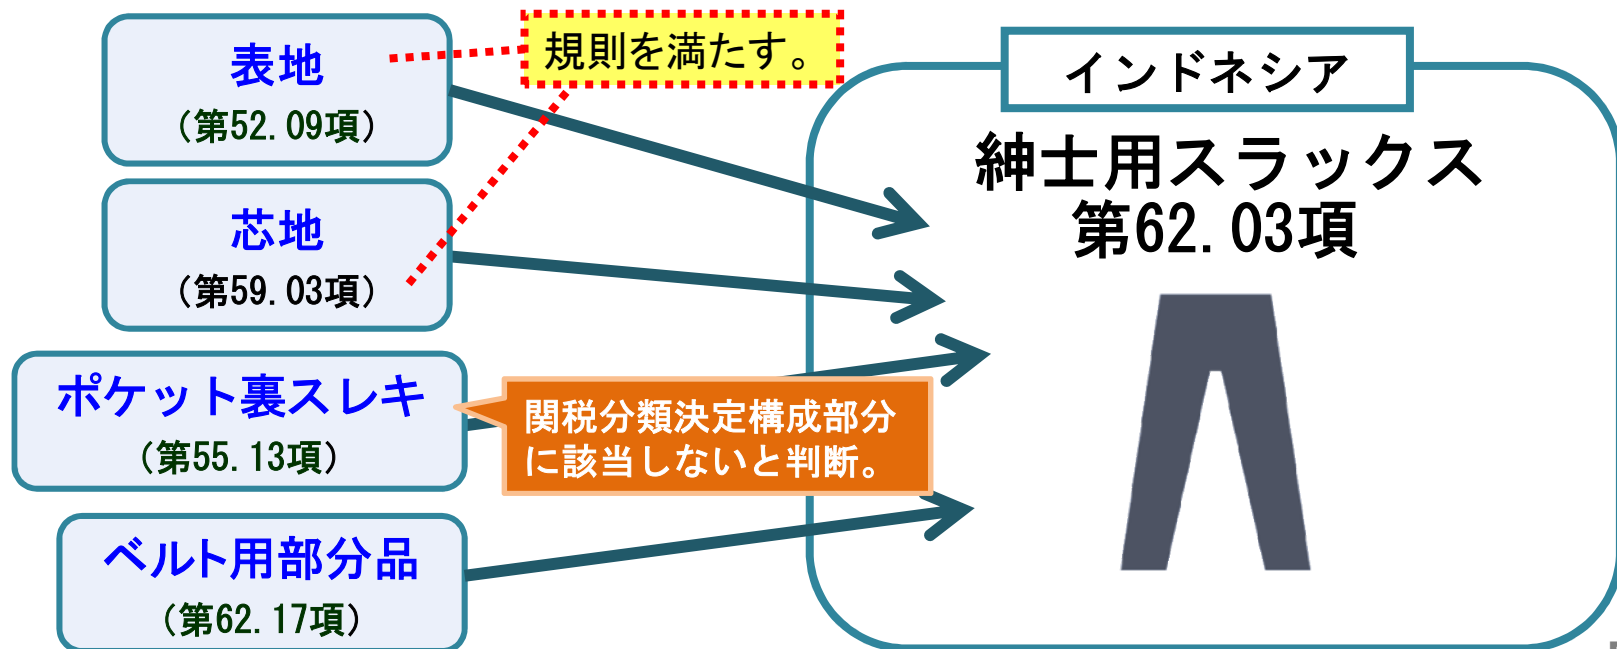 表地
（第52.09項）
規則を満たす。
芯地
（第59.03項）
ポケット裏スレキ
（第55.13項）
関税分類決定構成部分
に該当しないと判断。
ベルト用部分品
（第62.17項）
インドネシア
紳士用スラックス
第62.03項